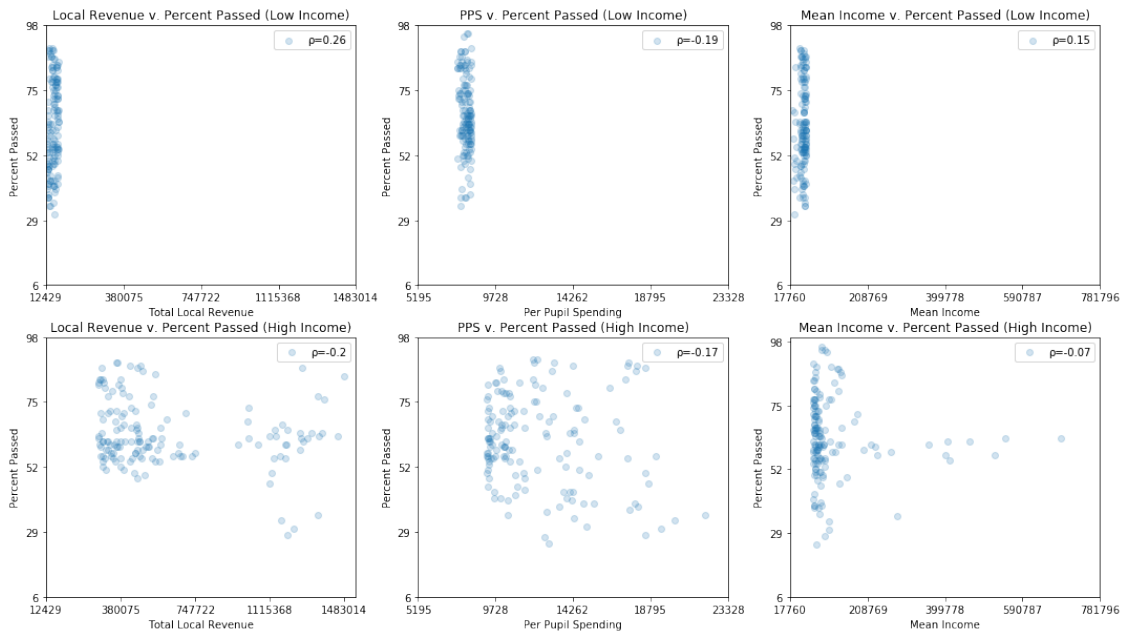 Local Revenue v. Percent Passed (Low Income)
PPS v. Percent Passed (Low Income)
Mean Income v. Percent Passed (Low Income)
98
75
52
29
6
Percent Passed
ρ=0.26
12429
380075
747722
1115368
1483014
Total Local Revenue
98
75
52
29
6
Percent Passed
ρ=-0.19
5195
9728
14262
18795
23328
Per Pupil Spending
98
75
52
29
6
Percent Passed
ρ=0.15
17760
208769
399778
590787
781796
Mean Income
Local Revenue v. Percent Passed (High Income)
PPS v. Percent Passed (High Income)
Mean Income v. Percent Passed (High Income)
98
75
52
29
6
Percent Passed
ρ=-0.2
12429
380075
747722
1115368
1483014
Total Local Revenue
98
75
52
29
6
Percent Passed
ρ=-0.17
5195
9728
14262
18795
23328
Per Pupil Spending
98
75
52
29
6
Percent Passed
ρ=-0.07
17760
208769
399778
590787
781796
Mean Income